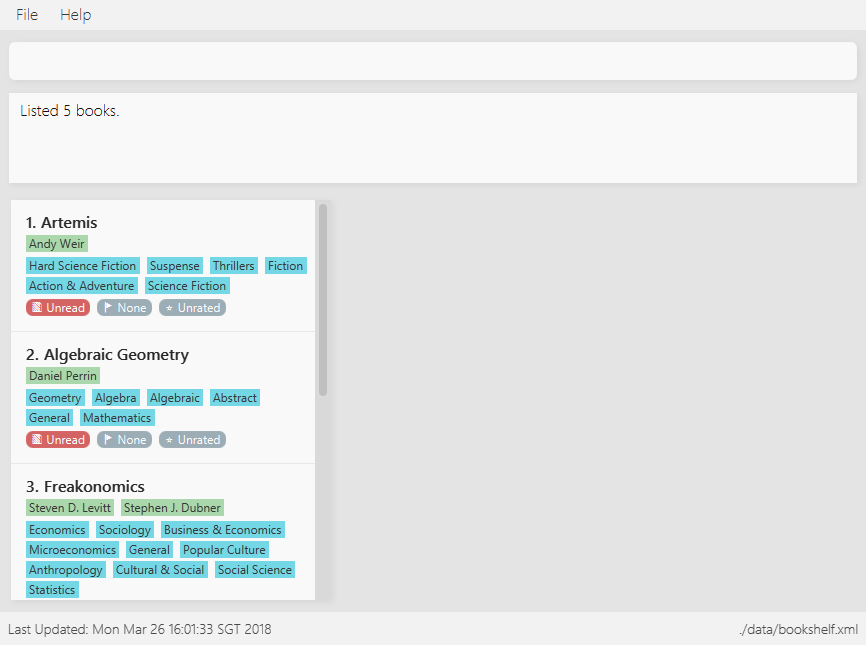 File Help
Listed 5 books.
1. Artemis
Andy Weir
Hard Science Fiction Suspense Thrillers Fiction
Action & Adventure Science Fiction
Unread None Unrated
2. Algebraic Geometry
Daniel Perrin
Geometry Algebra Algebraic Abstract
General Mathematics
Unread None Unrated
3. Freakonomics
Steven D. Levitt Stephen J. Dubner
Economics Sociology Business & Economics
Microeconomics General Popular Culture
Anthropology Cultural & Social Social Science
Statistics
Last Updated: Mon Mar 26 16:01:33 SGT 2018 ./data/bookshelf.xml